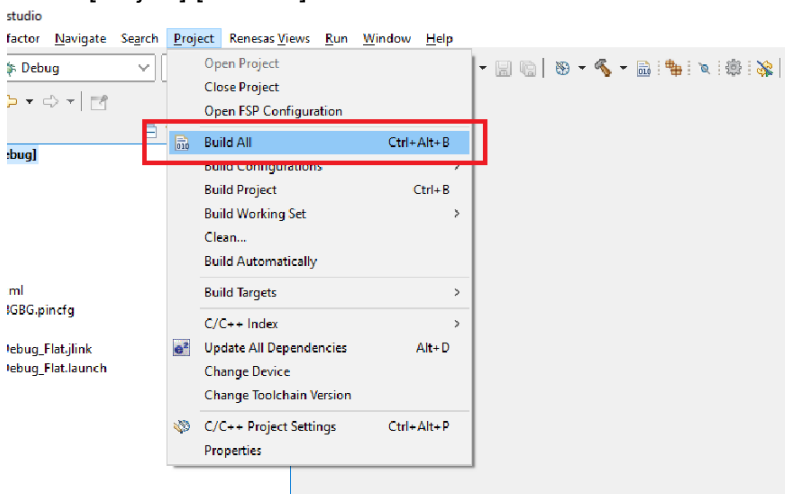 studio
factor Navigate Search Project Renesas Views Run Window Help
Debug
Open Project
Close Project
Open FSP Configuration
Build All Ctrl+Alt+B
ebug]
Build Configurations
Build Project Ctrl+B
Build Working Set
Clean...
Build Automatically
ml
Build Targets
GBG.pincfg
C/C++ Index
ebug_Flat.jlink
Update All Dependencies Alt+D
ebug_Flat.launch
Change Device
Change Toolchain Version
C/C++ Project Settings Ctrl+Alt+P
Properties